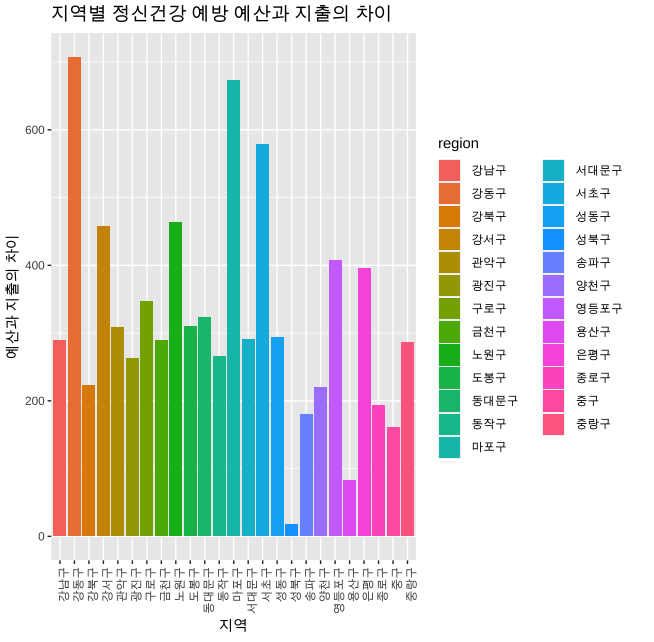 지역별 정신건강 예방 예산과 지출의 차이
예산과 지출의 차이
600
400
200
0
강남구
강동구
강북구
강서구
관악구
광진구
구로구
금천구
노원구
도봉구
동대문구
동작구
마포구
서대문구
서초구
성동구
성북구
송파구
양천구
영등포구
용산구
은평구
종로구
중구
중랑구
지역
region
강남구
강동구
강북구
강서구
관악구
광진구
구로구
금천구
노원구
도봉구
동대문구
동작구
마포구
서대문구
서초구
성동구
성북구
송파구
양천구
영등포구
용산구
은평구
종로구
중구
중랑구